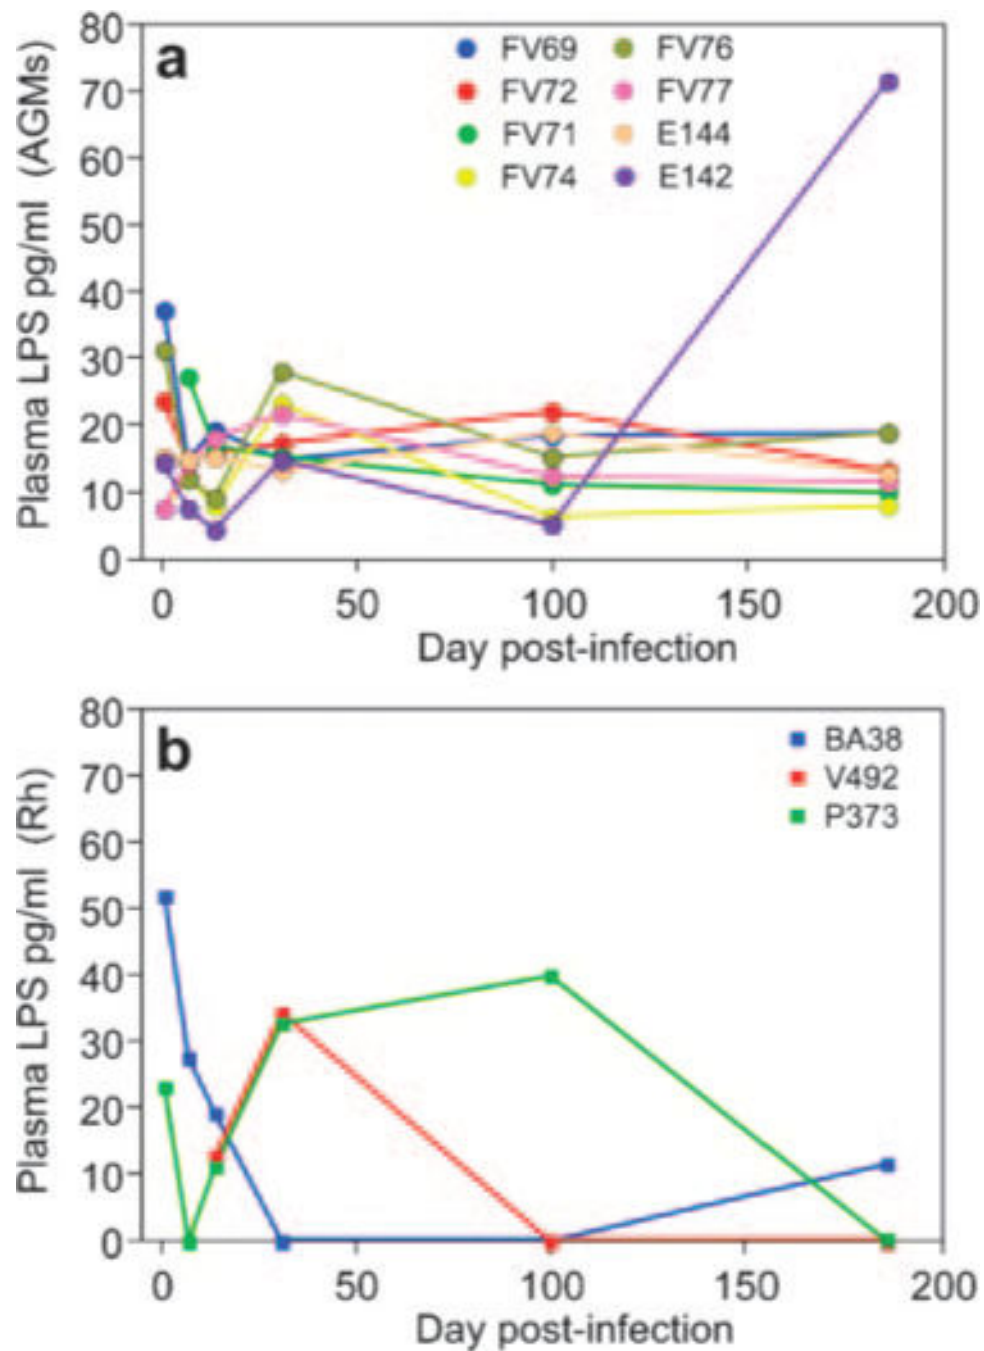 a
FV69 FV76
FV72 FV77
FV71 E144
FV74 E142
Plasma LPS pg/ml (AGMs)
80
70
60
50
40
30
20
10
0
0 50 100 150 200
Day post-infection
b
BA38
V492
P373
Plasma LPS pg/ml (Rh)
80
70
60
50
40
30
20
10
0
0 50 100 150 200
Day post-infection